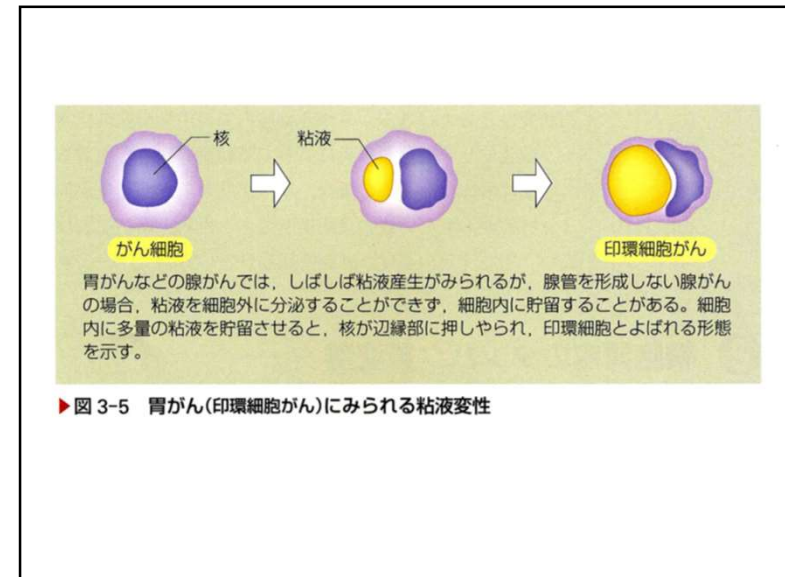 核
粘液
がん細胞
印環細胞がん
胃がんなどの腺がんでは，しばしば粘液産生がみられるが，腺管を形成しない腺がん
の場合，粘液を細胞外に分泌することができず，細胞内に貯留することがある。細胞
内に多量の粘液を貯留させると，核が辺縁部に押しやられ，印環細胞とよばれる形態
を示す。
▶図 3-5 胃がん(印環細胞がん)にみられる粘液変性